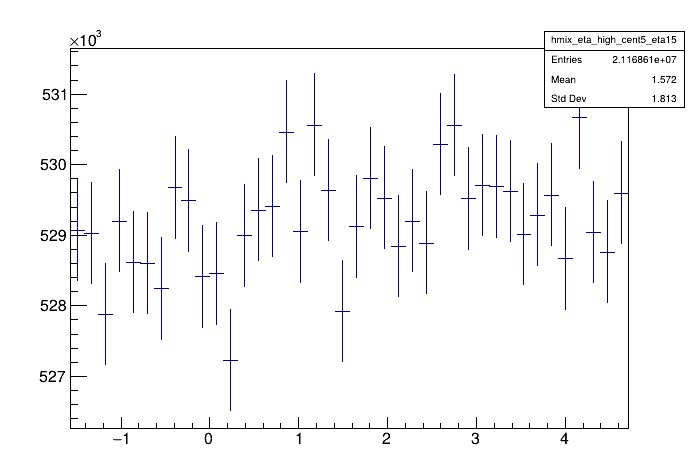 ×10³
hmix_eta_high_cent5_eta15
Entries 2.116861e+07
Mean 1.572
Std Dev 1.813
531
530
529
528
527
−1 0 1 2 3 4